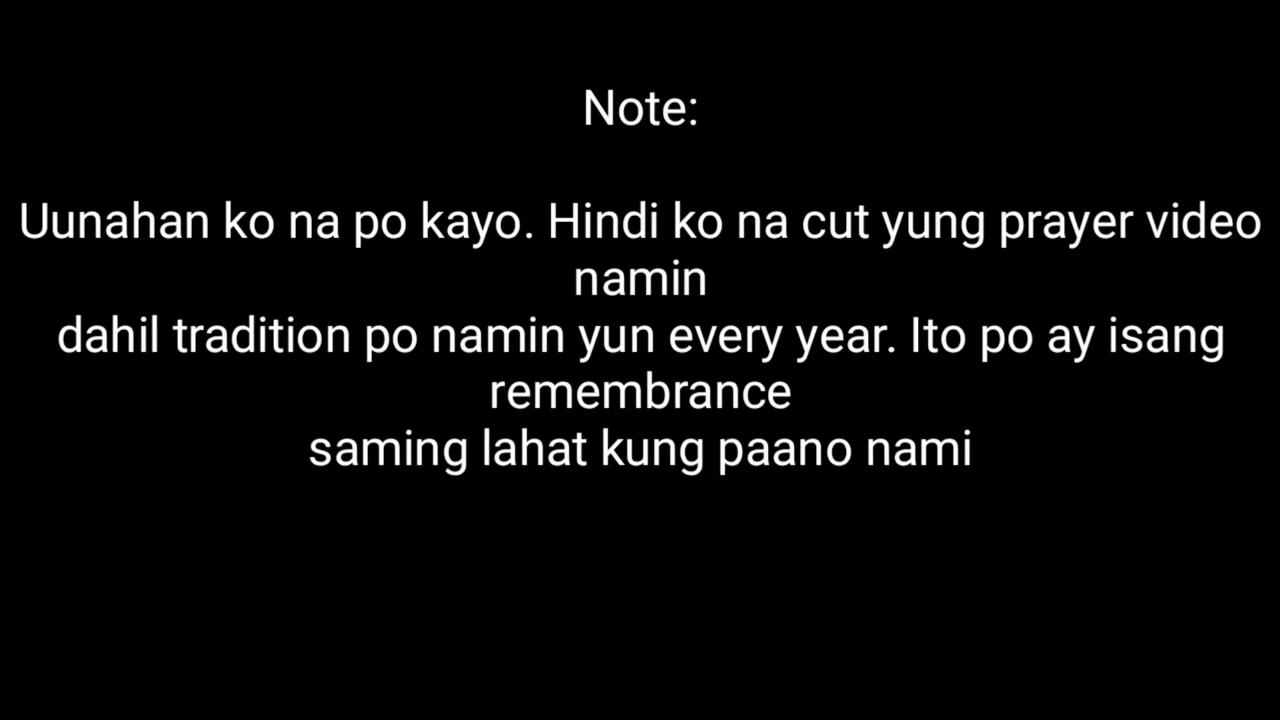 Note:
Uunahan ko na po kayo. Hindi ko na cut yung prayer video
namin
dahil tradition po namin yun every year. Ito po ay isang
remembrance
saming lahat kung paano nami